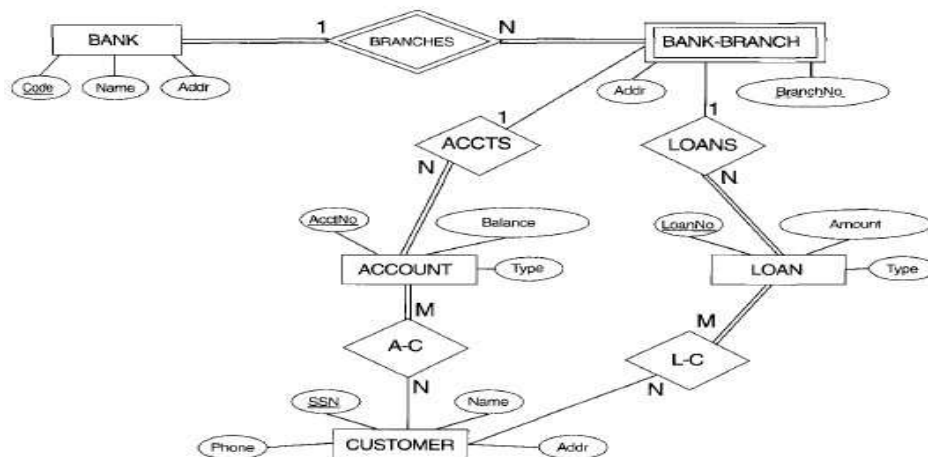 1 N
BANK BRANCHES BANK-BRANCH
Code Name Addr Addr BranchNo
1 1
ACCTS LOANS
N N
AcctNo Balance LoanNo Amount
ACCOUNT Type LOAN Type
M M
A-C L-C
N N
SSN Name
Phone CUSTOMER Addr